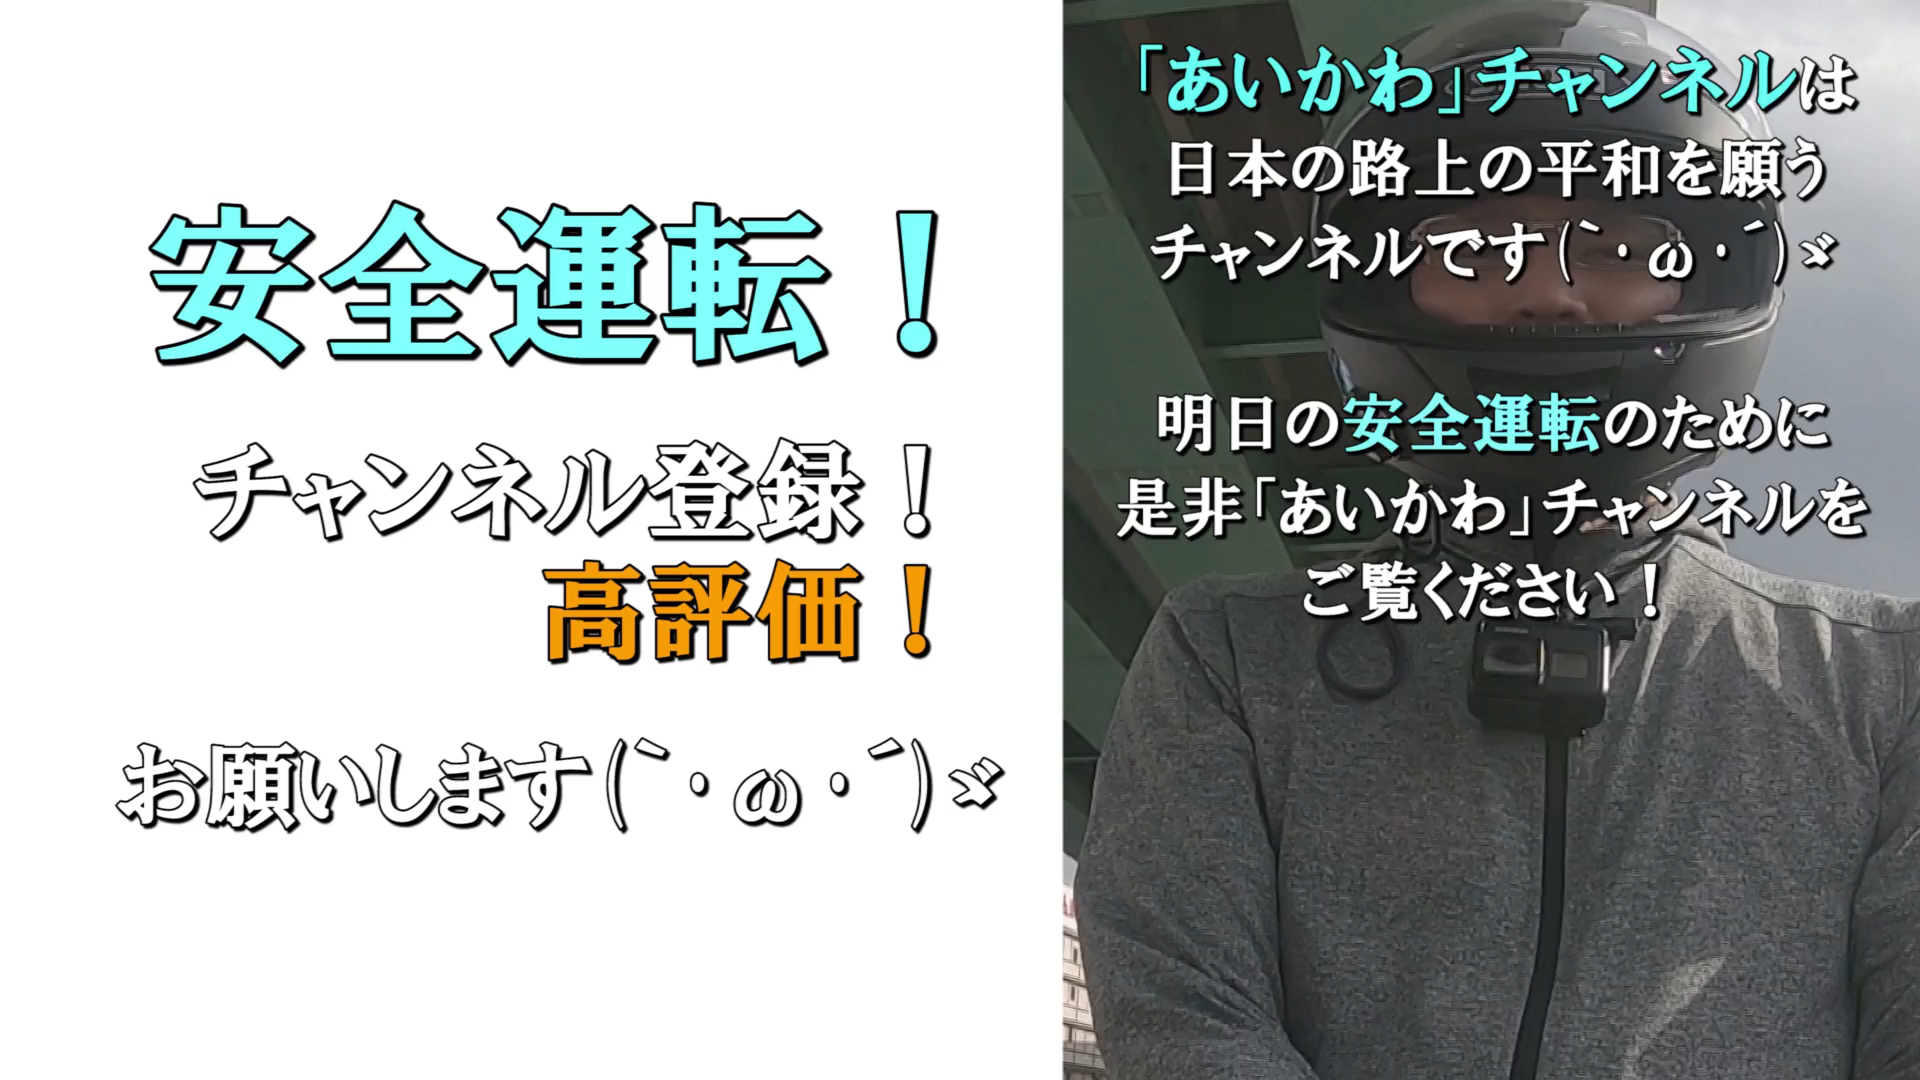 安全運転！
チャンネル登録！
高評価！
お願いします(｀・ω・´)ゞ
「あいかわ」チャンネルは
日本の路上の平和を願う
チャンネルです(｀・ω・´)ゞ
明日の安全運転のために
是非「あいかわ」チャンネルを
ご覧ください！